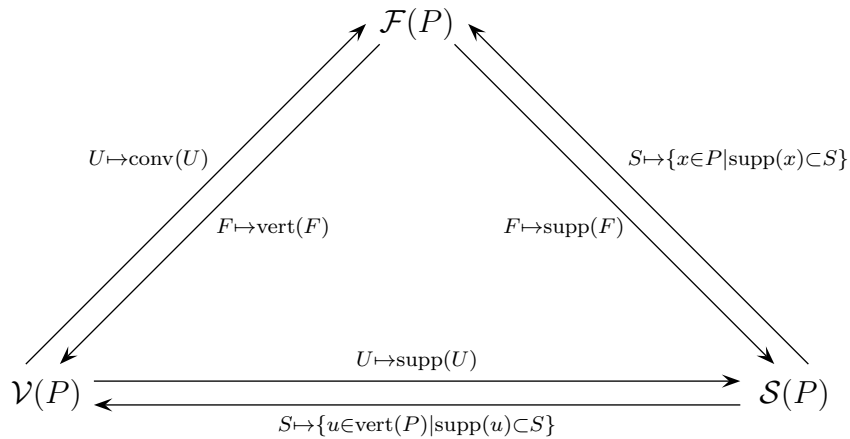 𝓕(P)
U↦conv(U)
S↦{x∈P|supp(x)⊂S}
F↦vert(F)
F↦supp(F)
U↦supp(U)
𝓥(P)
𝓢(P)
S↦{u∈vert(P)|supp(u)⊂S}